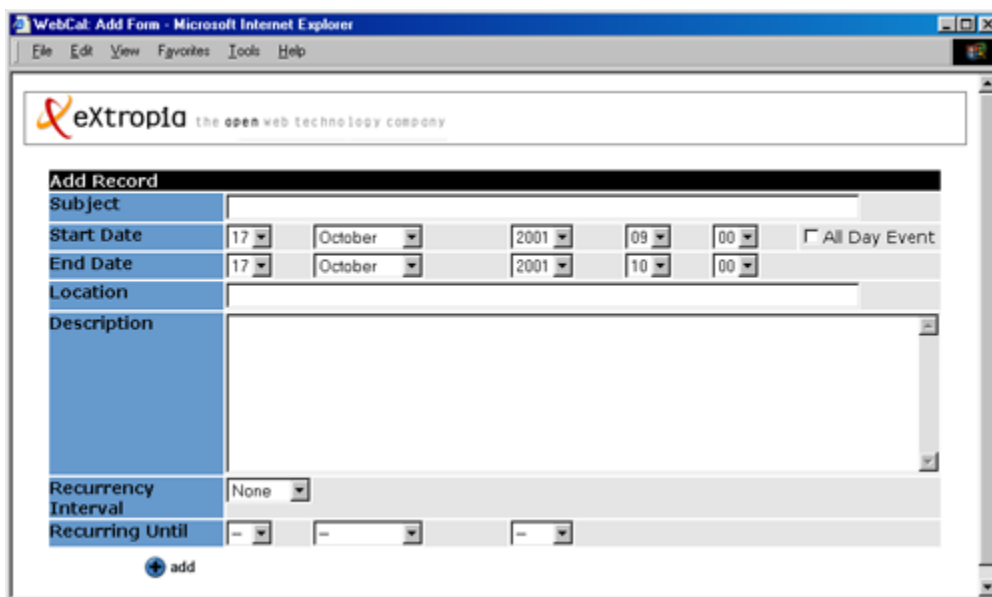 WebCal: Add Form - Microsoft Internet Explorer
File Edit View Favorites Tools Help
eXtropia the open web technology company
Add Record
Subject
Start Date 17 October 2001 09 00 All Day Event
End Date 17 October 2001 10 00
Location
Description
Recurrency Interval None
Recurring Until -- -- --
add